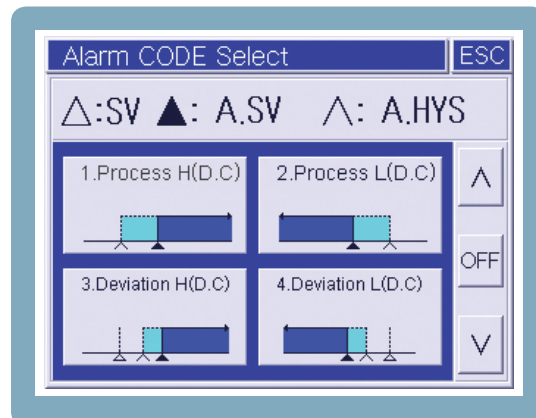 Alarm CODE Select ESC
△:SV ▲: A.SV ∧: A.HYS
1.Process H(D.C) 2.Process L(D.C) ∧
OFF
3.Deviation H(D.C) 4.Deviation L(D.C)
∨